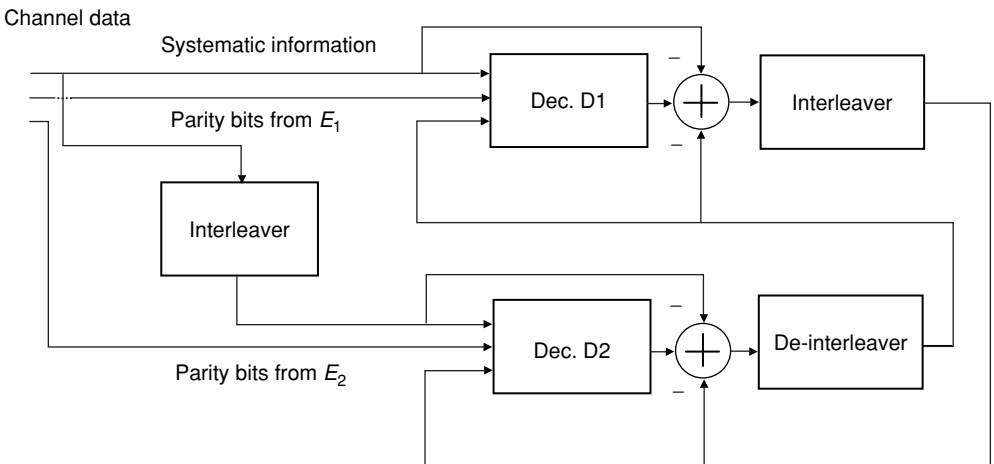 Channel data
Systematic information
Dec. D1
Interleaver
Parity bits from E1
Interleaver
De-interleaver
Dec. D2
Parity bits from E2